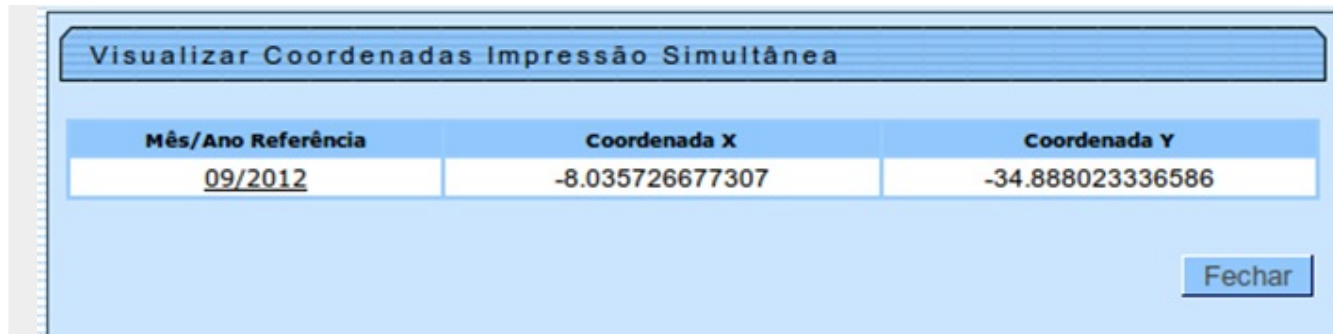 Visualizar Coordenadas Impressão Simultânea
Mês/Ano Referência Coordenada X Coordenada Y
09/2012 -8.035726677307 -34.888023336586
Fechar